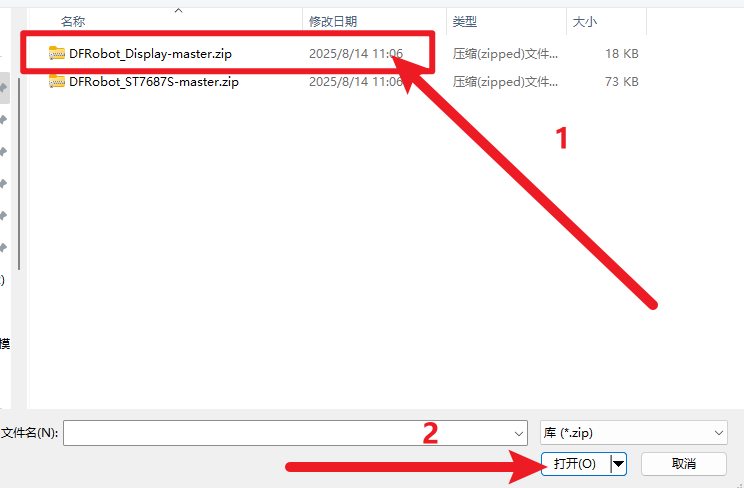 名称 修改日期 类型 大小
DFRobot_Display-master.zip 2025/8/14 11:06 压缩(zipped)文件... 18 KB
DFRobot_ST7687S-master.zip 2025/8/14 11:06 压缩(zipped)文件... 73 KB
1
)
模
2
文件名(N): 库 (*.zip)
打开(O) 取消